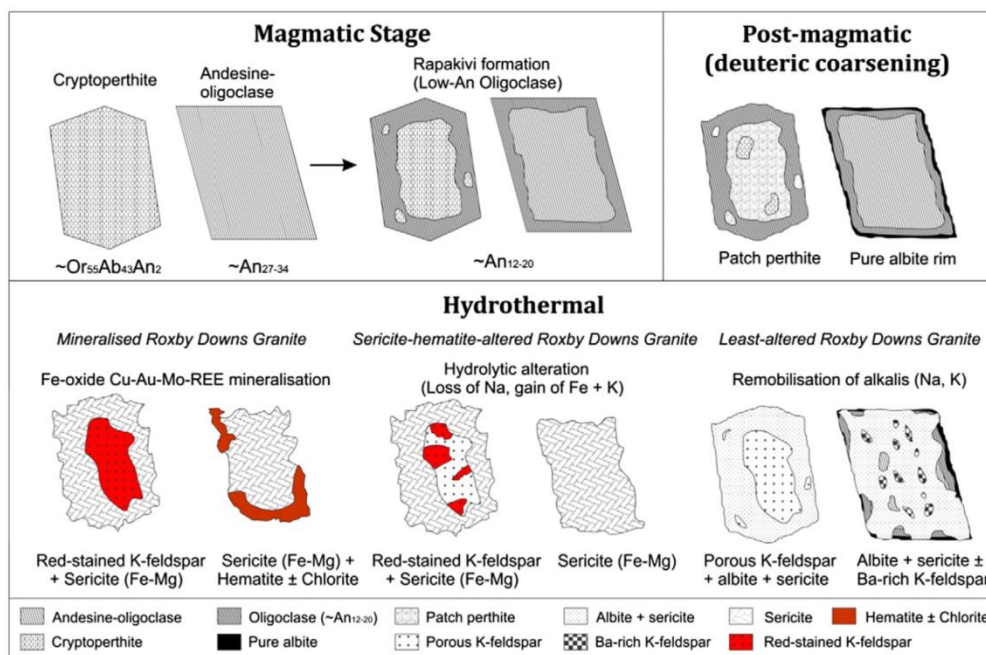 Magmatic Stage
Cryptoperthite
Andesine-
oligoclase
Rapakivi formation
(Low-An Oligoclase)
~Or₅₅Ab₄₃An₂
~An₂₇₋₃₄
~An₁₂₋₂₀
Post-magmatic
(deuteric coarsening)
Patch perthite
Pure albite rim
Hydrothermal
Mineralised Roxby Downs Granite
Fe-oxide Cu-Au-Mo-REE mineralisation
Red-stained K-feldspar
+ Sericite (Fe-Mg)
Sericite (Fe-Mg) +
Hematite ± Chlorite
Sericite-hematite-altered Roxby Downs Granite
Hydrolytic alteration
(Loss of Na, gain of Fe + K)
Red-stained K-feldspar
+ Sericite (Fe-Mg)
Sericite (Fe-Mg)
Least-altered Roxby Downs Granite
Remobilisation of alkalis (Na, K)
Porous K-feldspar
+ albite + sericite
Albite + sericite ±
Ba-rich K-feldspar
Andesine-oligoclase
Oligoclase (~An₁₂₋₂₀)
Patch perthite
Albite + sericite
Sericite
Hematite ± Chlorite
Cryptoperthite
Pure albite
Porous K-feldspar
Ba-rich K-feldspar
Red-stained K-feldspar